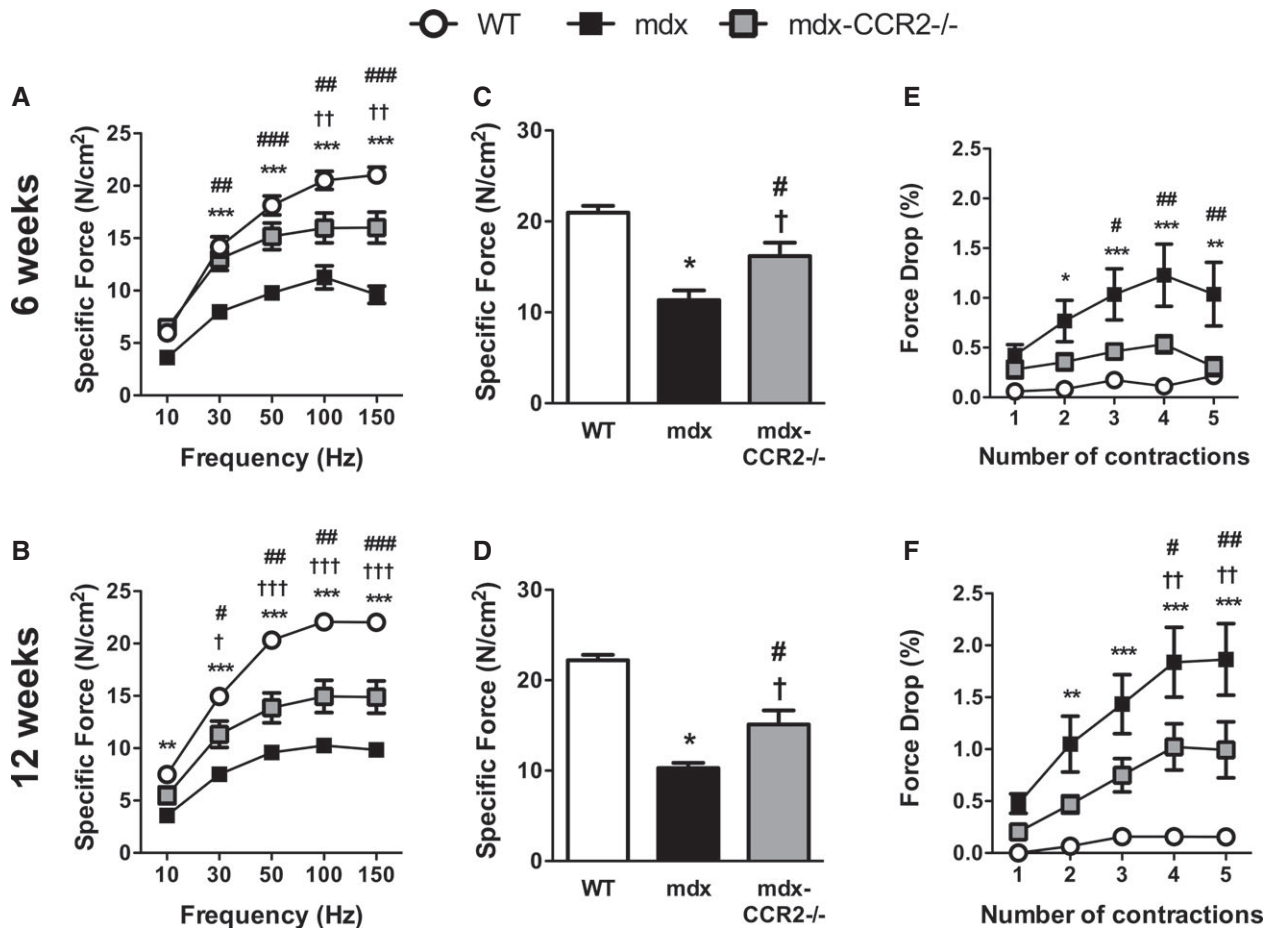 WT mdx mdx-CCR2-/-
6 weeks
A
Specific Force (N/cm²)
25
20
15
10
5
0
## ### ## ###
†† ††
*** *** *** ***
10 30 50 100 150
Frequency (Hz)
C
Specific Force (N/cm²)
30
20
10
0
* # †
WT mdx mdx-
CCR2-/-
E
Force Drop (%)
2.5
2.0
1.5
1.0
0.5
0.0
# ## ##
* *** *** **
1 2 3 4 5
Number of contractions
12 weeks
B
Specific Force (N/cm²)
25
20
15
10
5
0
# ## ## ###
† ††† ††† †††
** *** *** *** ***
10 30 50 100 150
Frequency (Hz)
D
Specific Force (N/cm²)
30
20
10
0
* # †
WT mdx mdx-
CCR2-/-
F
Force Drop (%)
2.5
2.0
1.5
1.0
0.5
0.0
# ##
†† ††
** *** *** ***
1 2 3 4 5
Number of contractions